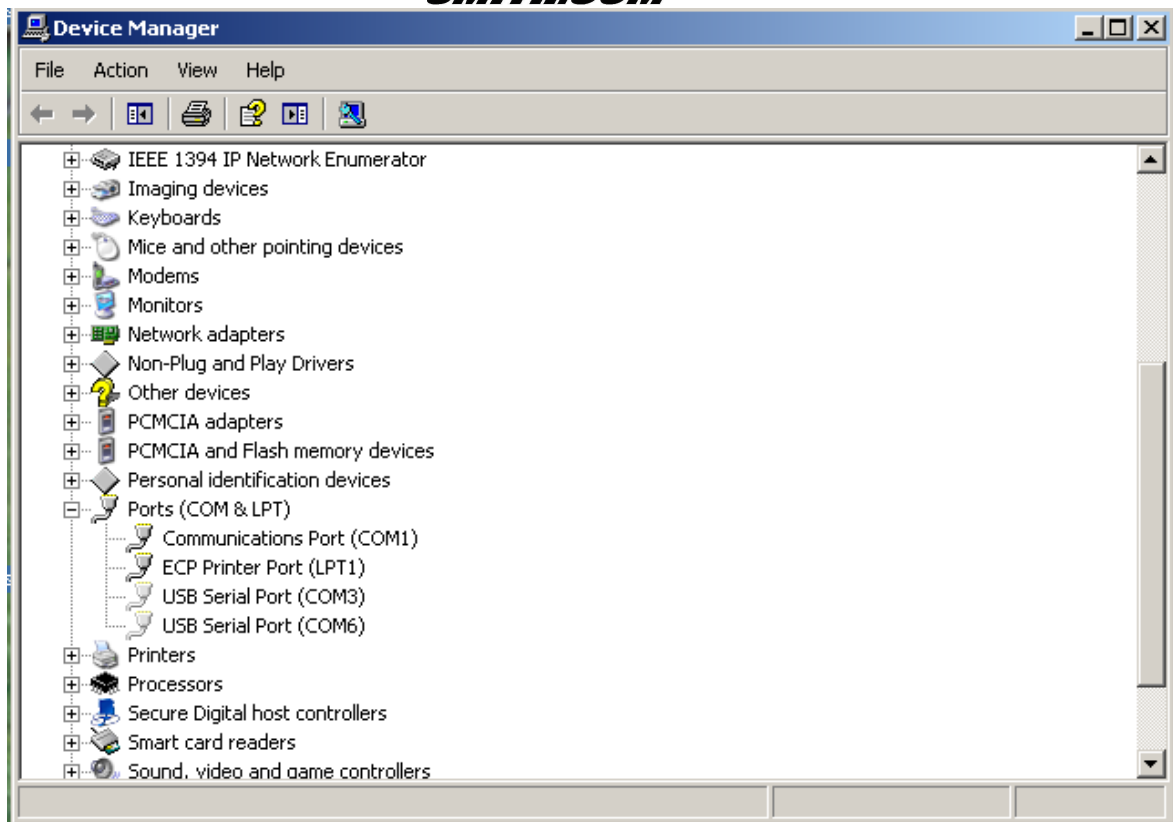 Device Manager
File Action View Help
IEEE 1394 IP Network Enumerator
Imaging devices
Keyboards
Mice and other pointing devices
Modems
Monitors
Network adapters
Non-Plug and Play Drivers
Other devices
PCMCIA adapters
PCMCIA and Flash memory devices
Personal identification devices
Ports (COM & LPT)
Communications Port (COM1)
ECP Printer Port (LPT1)
USB Serial Port (COM3)
USB Serial Port (COM6)
Printers
Processors
Secure Digital host controllers
Smart card readers
Sound, video and game controllers